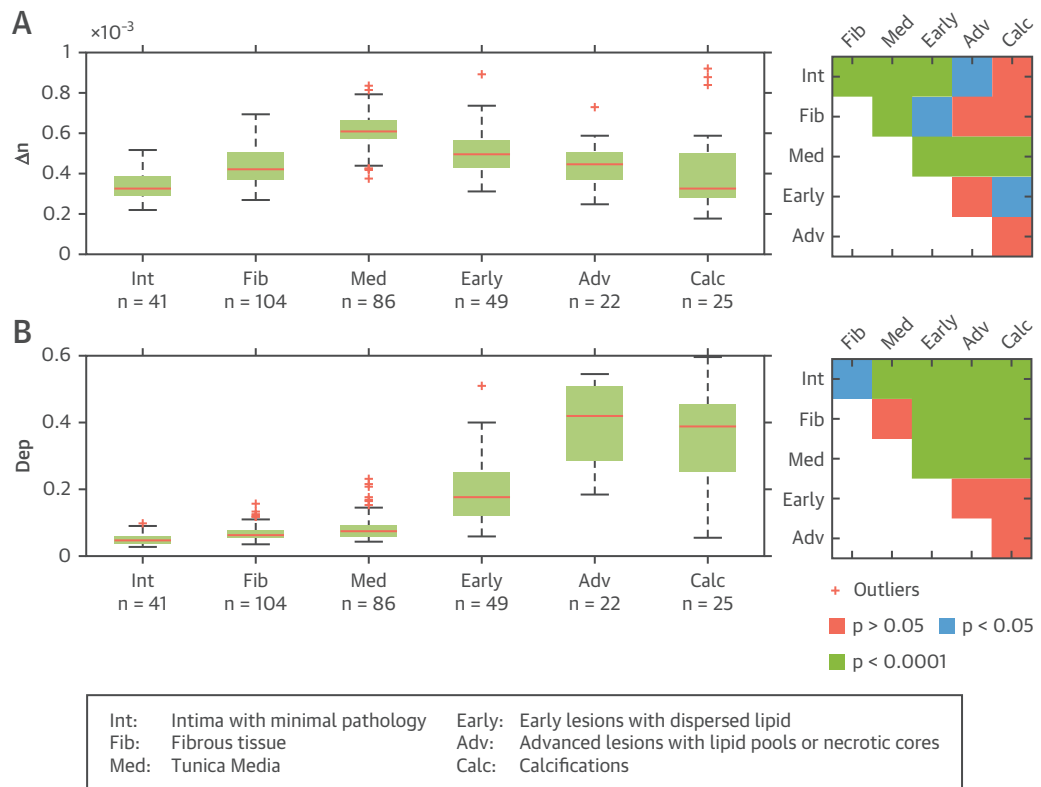 A
×10⁻³
1
0.8
0.6
0.4
0.2
0
Δn
Int
Fib
Med
Early
Adv
Calc
n = 41
n = 104
n = 86
n = 49
n = 22
n = 25
Fib
Med
Early
Adv
Calc
Int
Fib
Med
Early
Adv
B
0.6
0.4
0.2
0
Dep
Int
Fib
Med
Early
Adv
Calc
n = 41
n = 104
n = 86
n = 49
n = 22
n = 25
Fib
Med
Early
Adv
Calc
Int
Fib
Med
Early
Adv
+ Outliers
p > 0.05
p < 0.05
p < 0.0001
Int: Intima with minimal pathology
Fib: Fibrous tissue
Med: Tunica Media
Early: Early lesions with dispersed lipid
Adv: Advanced lesions with lipid pools or necrotic cores
Calc: Calcifications